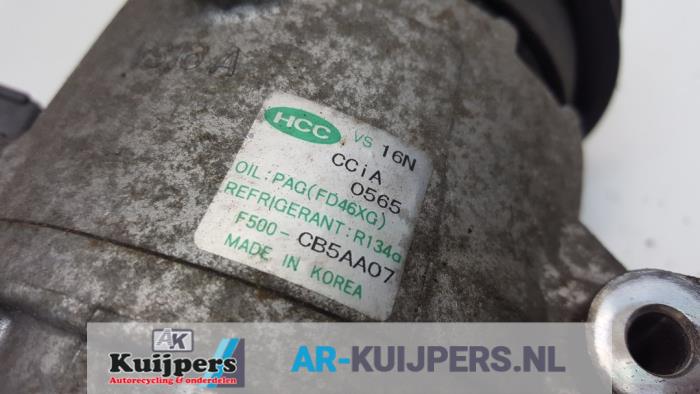 HCC VS 16N
CCiA
0565
OIL : PAG(FD46XG)
REFRIGERANT : R134a
F500- CB5AA07
MADE IN KOREA
AK
Kuijpers
Autorecycling & onderdelen
AR-KUIJPERS.NL